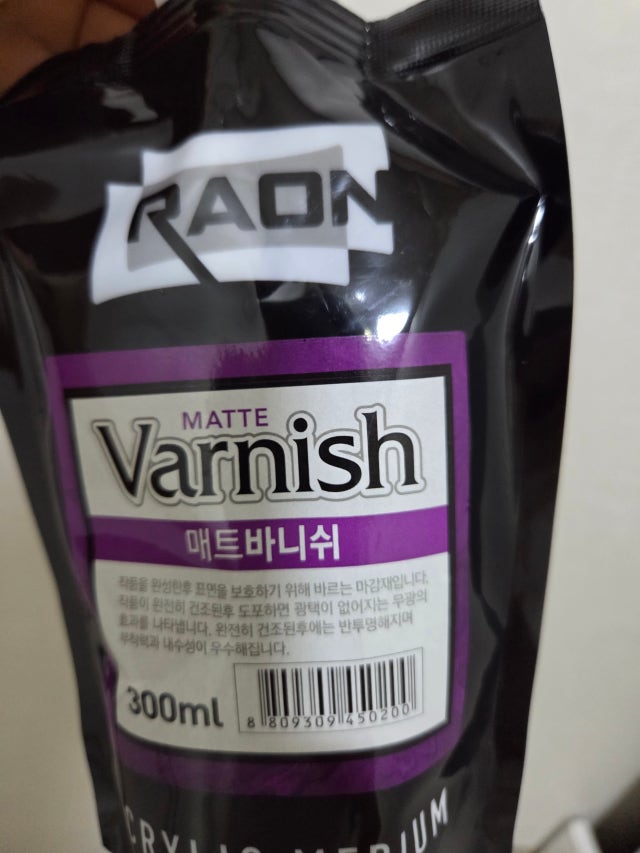 RAON
MATTE
Varnish
매트바니쉬
작품을 완성한후 표면을 보호하기 위해 바르는 마감재입니다.
작품이 완전히 건조된후 도포하면 광택이 없어지는 무광의
효과를 나타냅니다. 완전히 건조된후에는 반투명해지며
부착력과 내수성이 우수해집니다.
300ml
8 809309 450200
CRYLIC MEDIUM